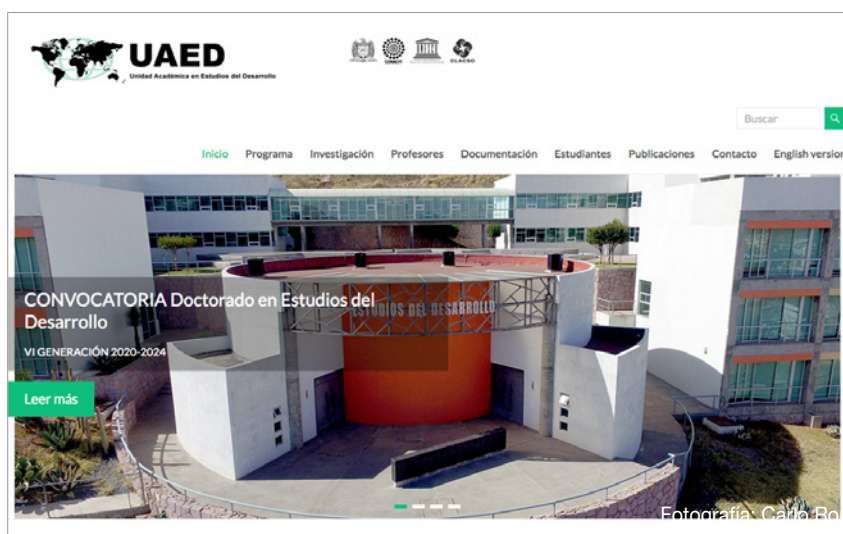 UAED
Unidad Académica en Estudios del Desarrollo
CLACSO
Buscar
Inicio Programa Investigación Profesores Documentación Estudiantes Publicaciones Contacto English version
ESTUDIOS DEL DESARROLLO
CONVOCATORIA Doctorado en Estudios del
Desarrollo
VI GENERACIÓN 2020-2024
Leer más
Fotografía: Carlo Ro